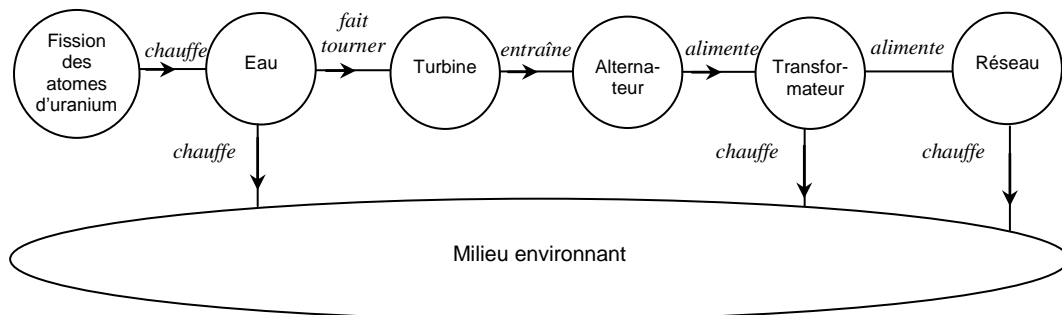 Fission
des
atomes
d'uranium
chauffe
Eau
fait
tourner
Turbine
entraîne
Alterna-
teur
alimente
Transfor-
mateur
alimente
Réseau
chauffe
chauffe
chauffe
Milieu environnant